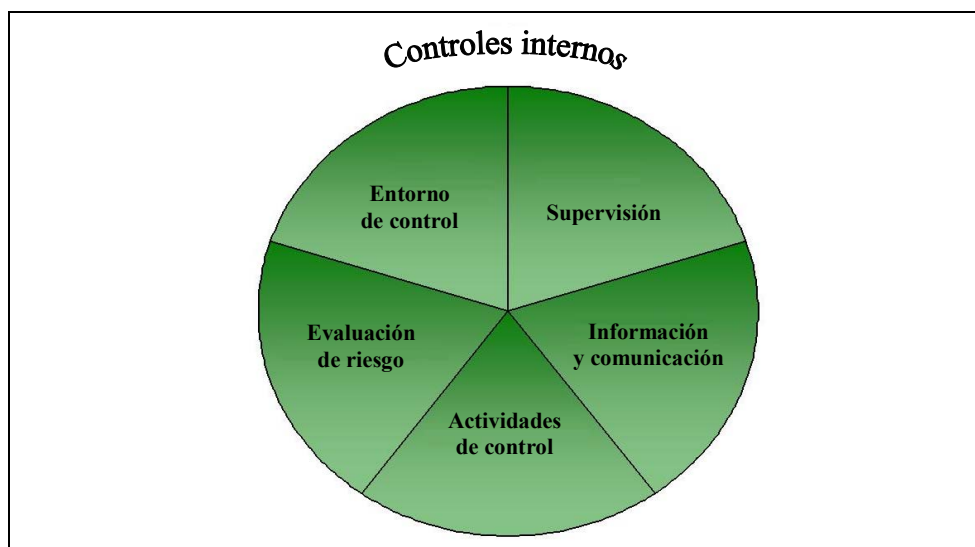 Controles internos
Entorno
de control
Supervisión
Evaluación
de riesgo
Información
y comunicación
Actividades
de control